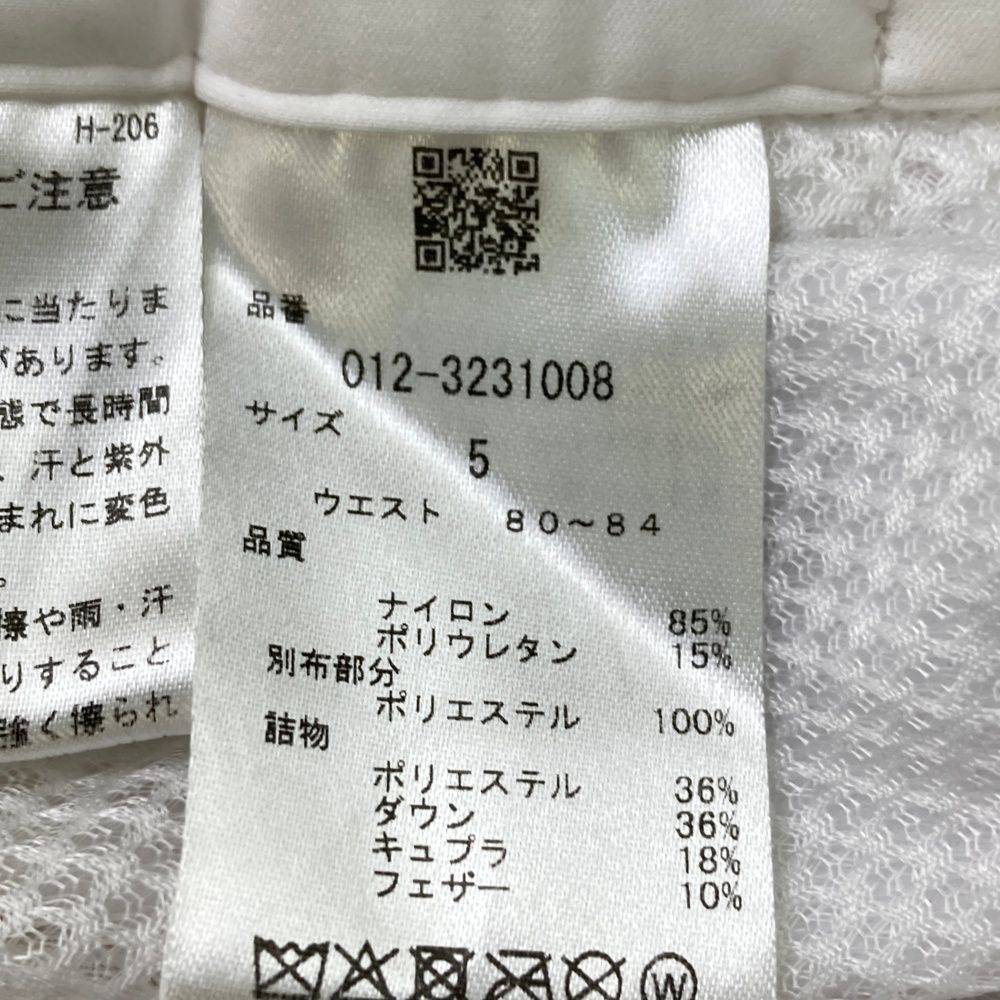 H-206
ご注意
に当たりま
があります。
態で長時間
、汗と紫外
まれに変色
。
擦や雨・汗
りすること
強く擦られ
品番
012-3231008
サイズ
5
ウエスト 80~84
品質
ナイロン 85%
ポリウレタン 15%
別布部分
ポリエステル 100%
詰物
ポリエステル 36%
ダウン 36%
キュプラ 18%
フェザー 10%
W